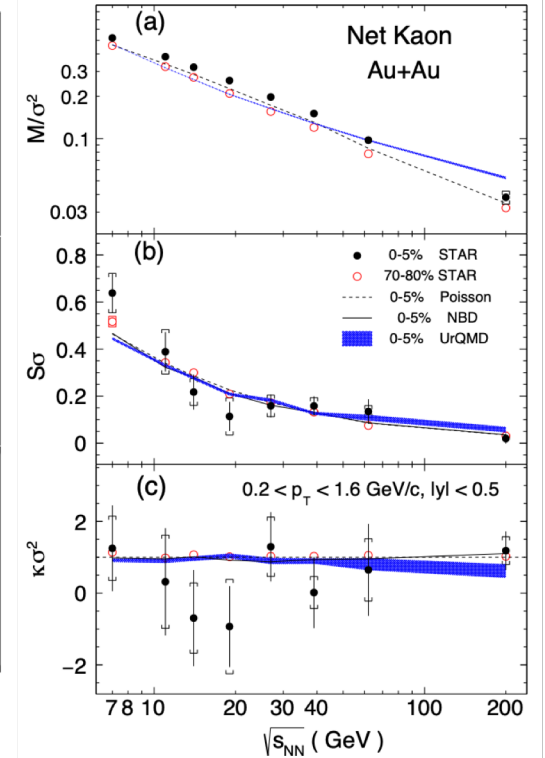 (a)
Net Kaon
Au+Au
M/σ²
0.3
0.2
0.1
0.03
(b)
0-5% STAR
70-80% STAR
0-5% Poisson
0-5% NBD
0-5% UrQMD
Sσ
0.8
0.6
0.4
0.2
0
(c)
0.2 < p_T < 1.6 GeV/c, |y| < 0.5
κσ²
2
0
−2
7 8 10 20 30 40 100 200
√s_NN ( GeV )